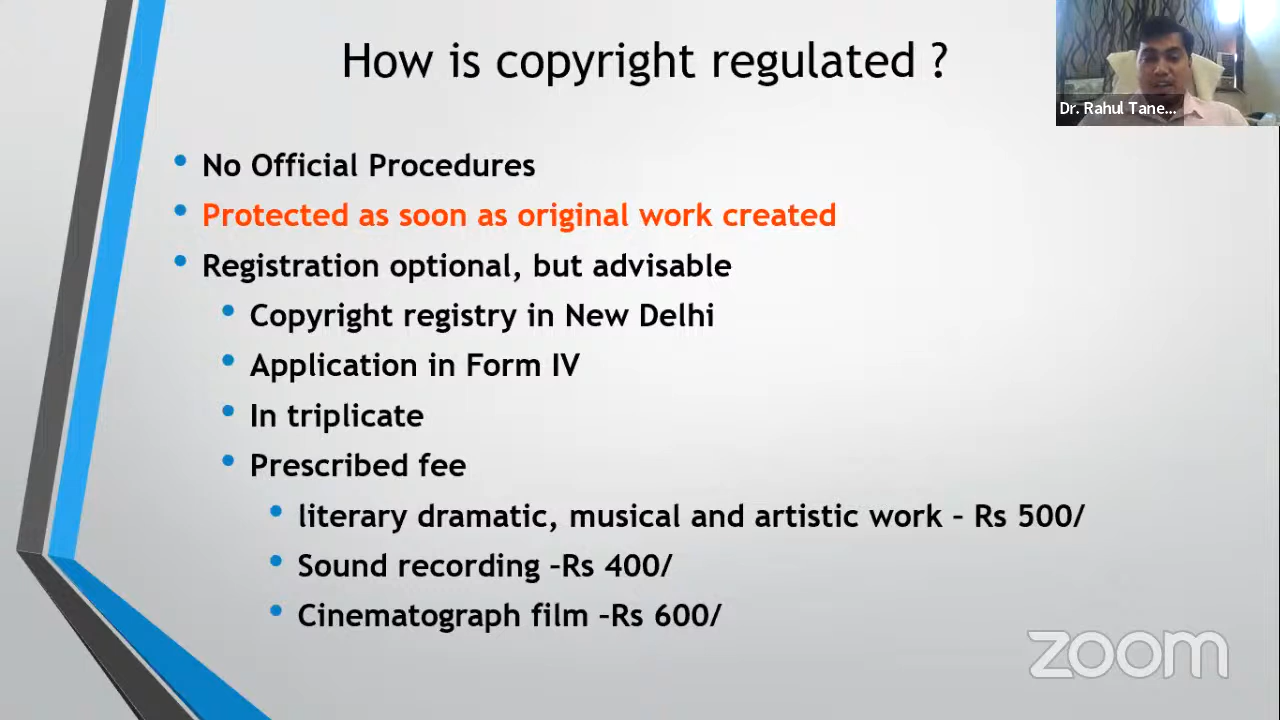 How is copyright regulated ?
Dr. Rahul Tane...
• No Official Procedures
• Protected as soon as original work created
• Registration optional, but advisable
• Copyright registry in New Delhi
• Application in Form IV
• In triplicate
• Prescribed fee
• literary dramatic, musical and artistic work – Rs 500/
• Sound recording –Rs 400/
• Cinematograph film –Rs 600/
zoom